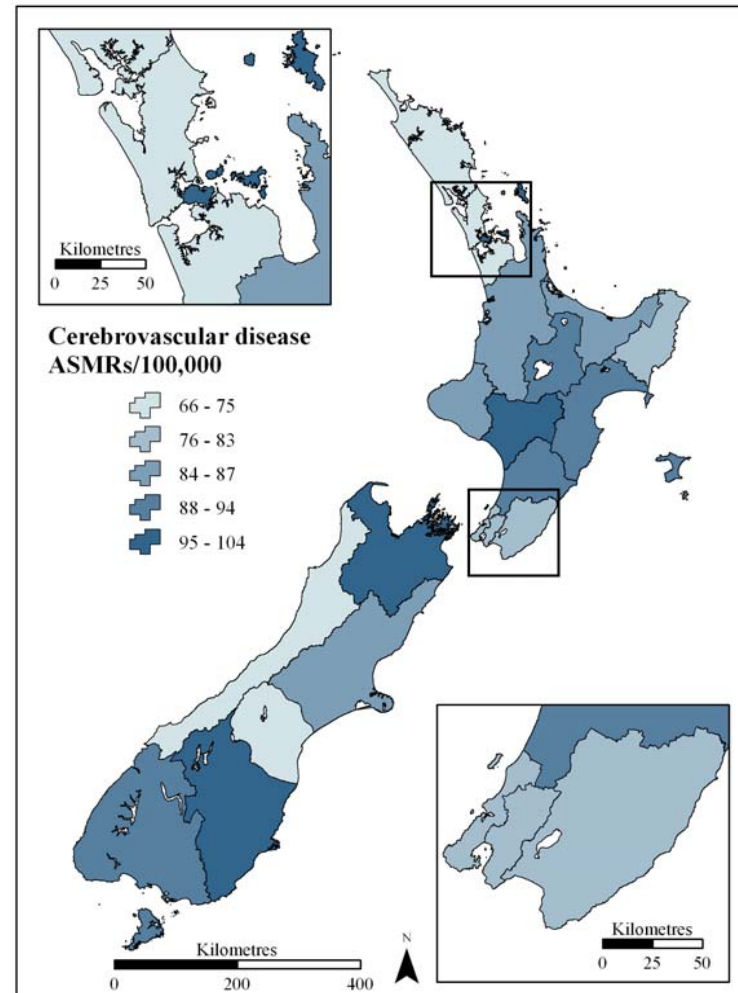 Kilometres
0 25 50
Cerebrovascular disease
ASMRs/100,000
66 - 75
76 - 83
84 - 87
88 - 94
95 - 104
Kilometres
0 200 400
N
Kilometres
0 25 50